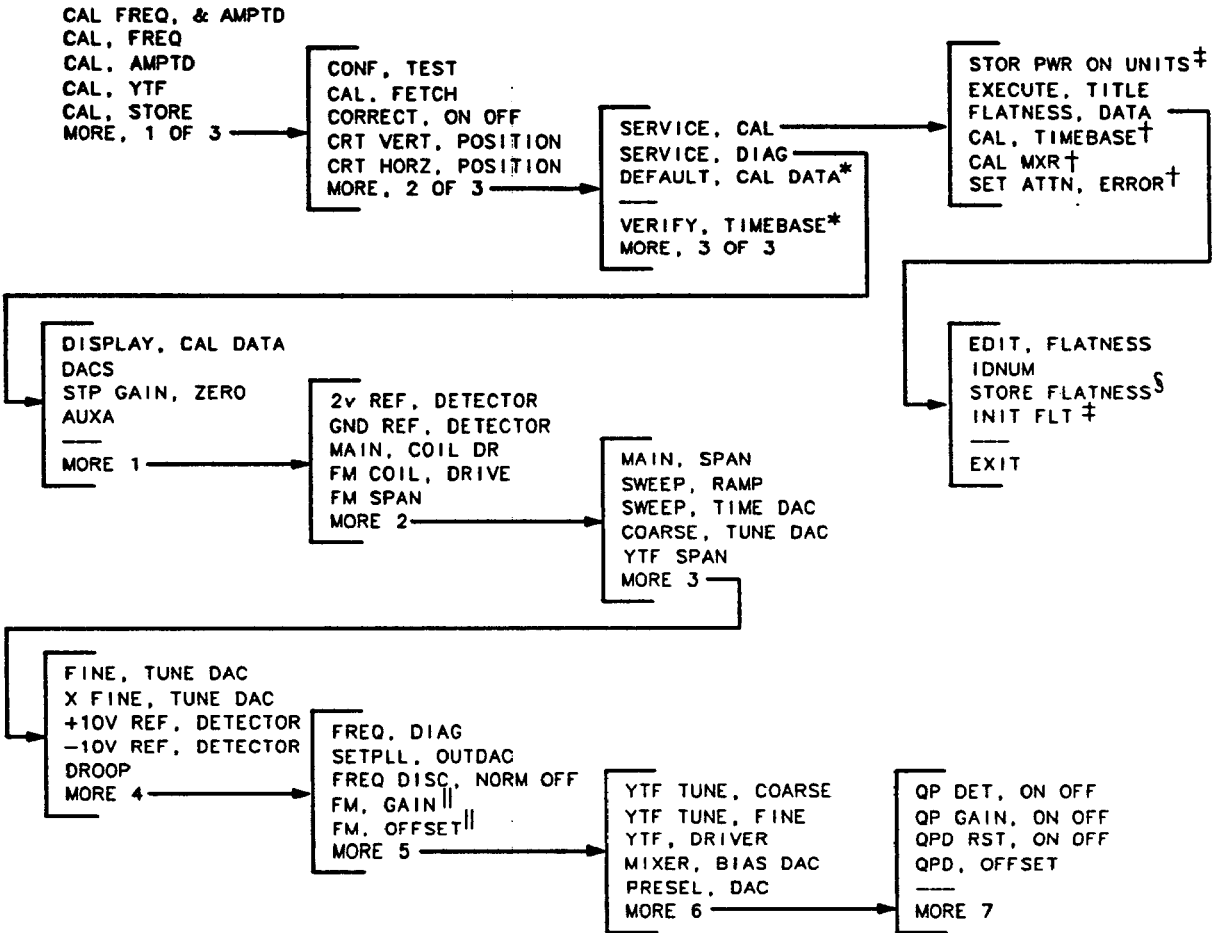 CAL FREQ, & AMPTD
CAL, FREQ
CAL, AMPTD
CAL, YTF
CAL, STORE
MORE, 1 OF 3
CONF, TEST
CAL, FETCH
CORRECT, ON OFF
CRT VERT, POSITION
CRT HORZ, POSITION
MORE, 2 OF 3
SERVICE, CAL
SERVICE, DIAG
DEFAULT, CAL DATA*
VERIFY, TIMEBASE*
MORE, 3 OF 3
STOR PWR ON UNITS‡
EXECUTE, TITLE
FLATNESS, DATA
CAL, TIMEBASE†
CAL MXR†
SET ATTN, ERROR†
EDIT, FLATNESS
IDNUM
STORE FLATNESS§
INIT FLT ‡
EXIT
DISPLAY, CAL DATA
DACS
STP GAIN, ZERO
AUXA
MORE 1
2v REF, DETECTOR
GND REF, DETECTOR
MAIN, COIL DR
FM COIL, DRIVE
FM SPAN
MORE 2
MAIN, SPAN
SWEEP, RAMP
SWEEP, TIME DAC
COARSE, TUNE DAC
YTF SPAN
MORE 3
FINE, TUNE DAC
X FINE, TUNE DAC
+10V REF, DETECTOR
-10V REF, DETECTOR
DROOP
MORE 4
FREQ, DIAG
SETPLL, OUTDAC
FREQ DISC, NORM OFF
FM, GAIN||
FM, OFFSET||
MORE 5
YTF TUNE, COARSE
YTF TUNE, FINE
YTF, DRIVER
MIXER, BIAS DAC
PRESEL, DAC
MORE 6
QP DET, ON OFF
QP GAIN, ON OFF
QPD RST, ON OFF
QPD, OFFSET
MORE 7